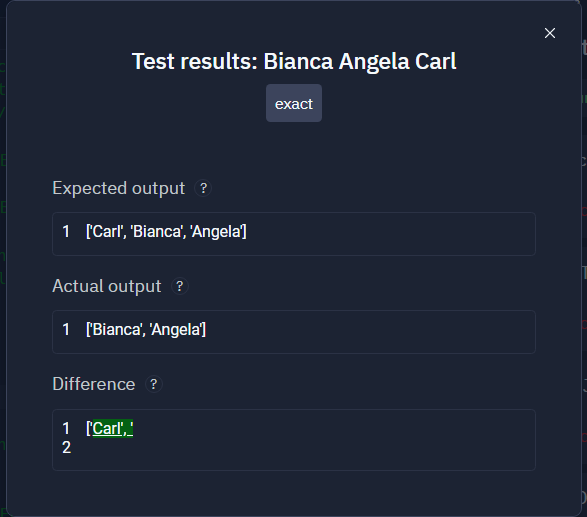 ×
Test results: Bianca Angela Carl
exact
Expected output ?
1 ['Carl', 'Bianca', 'Angela']
Actual output ?
1 ['Bianca', 'Angela']
Difference ?
1 ['Carl', '
2